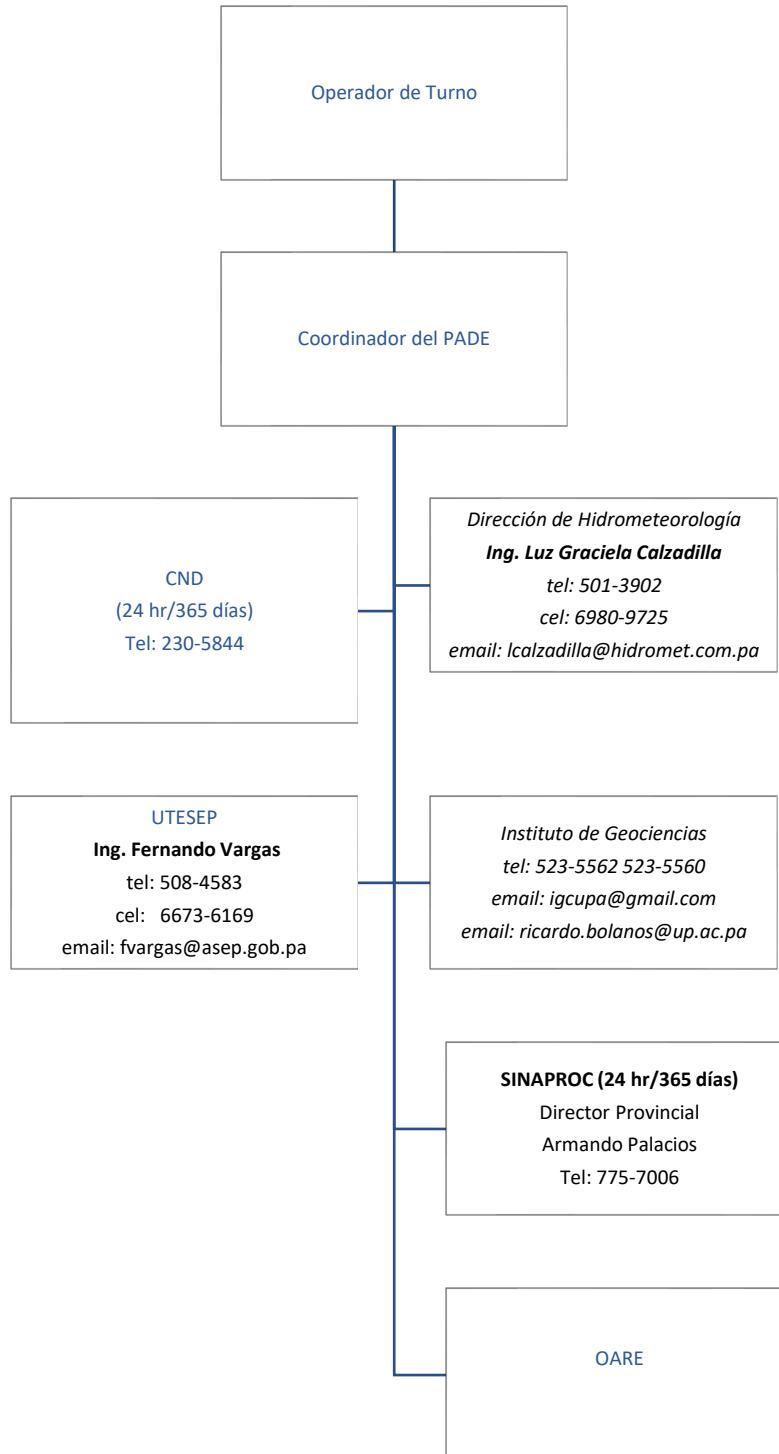 Operador de Turno
Coordinador del PADE
CND
(24 hr/365 días)
Tel: 230-5844
Dirección de Hidrometeorología
Ing. Luz Graciela Calzadilla
tel: 501-3902
cel: 6980-9725
email: lcalzadilla@hidromet.com.pa
UTESEP
Ing. Fernando Vargas
tel: 508-4583
cel: 6673-6169
email: fvargas@asep.gob.pa
Instituto de Geociencias
tel: 523-5562 523-5560
email: igcupa@gmail.com
email: ricardo.bolanos@up.ac.pa
SINAPROC (24 hr/365 días)
Director Provincial
Armando Palacios
Tel: 775-7006
OARE